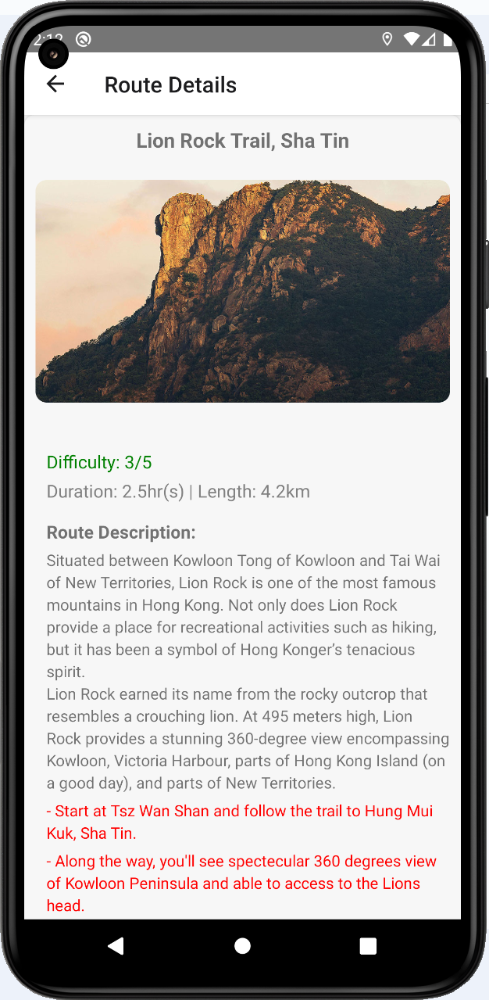 2:12
Route Details
Lion Rock Trail, Sha Tin
Difficulty: 3/5
Duration: 2.5hr(s) | Length: 4.2km
Route Description:
Situated between Kowloon Tong of Kowloon and Tai Wai
of New Territories, Lion Rock is one of the most famous
mountains in Hong Kong. Not only does Lion Rock
provide a place for recreational activities such as hiking,
but it has been a symbol of Hong Konger’s tenacious
spirit.
Lion Rock earned its name from the rocky outcrop that
resembles a crouching lion. At 495 meters high, Lion
Rock provides a stunning 360-degree view encompassing
Kowloon, Victoria Harbour, parts of Hong Kong Island (on
a good day), and parts of New Territories.
- Start at Tsz Wan Shan and follow the trail to Hung Mui
Kuk, Sha Tin.
- Along the way, you'll see spectecular 360 degrees view
of Kowloon Peninsula and able to access to the Lions
head.